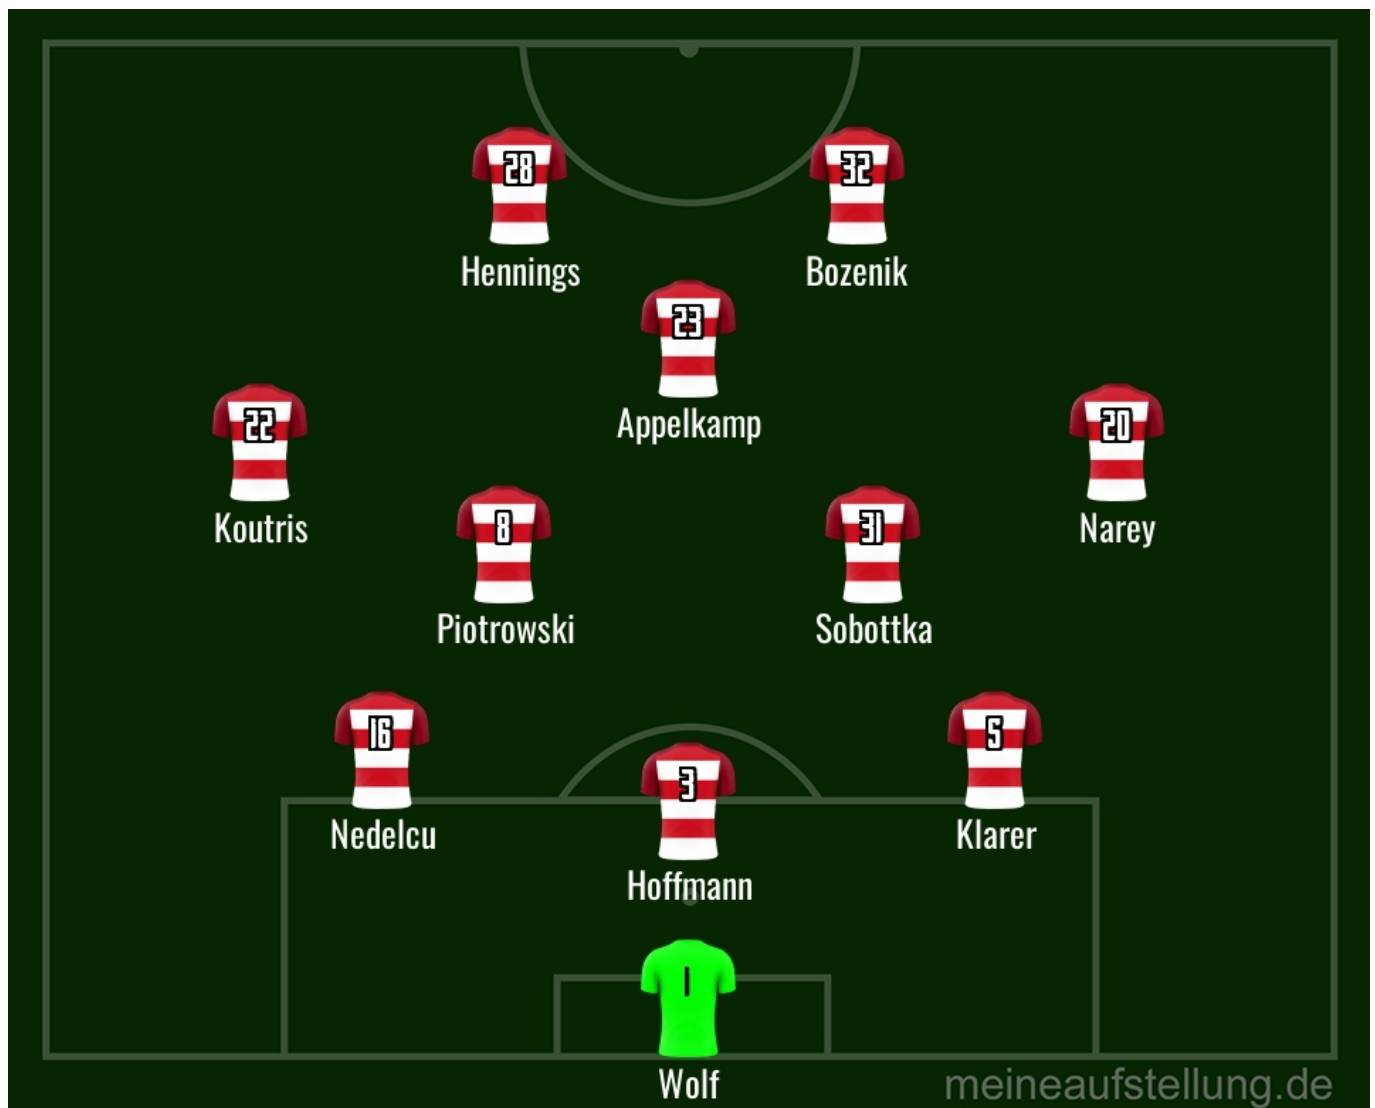 28
32
Hennings
Bozenik
23
Appelkamp
22
20
Koutris
Narey
8
31
Piotrowski
Sobottka
16
5
Nedelcu
Klarer
3
Hoffmann
1
Wolf
meineaufstellung.de